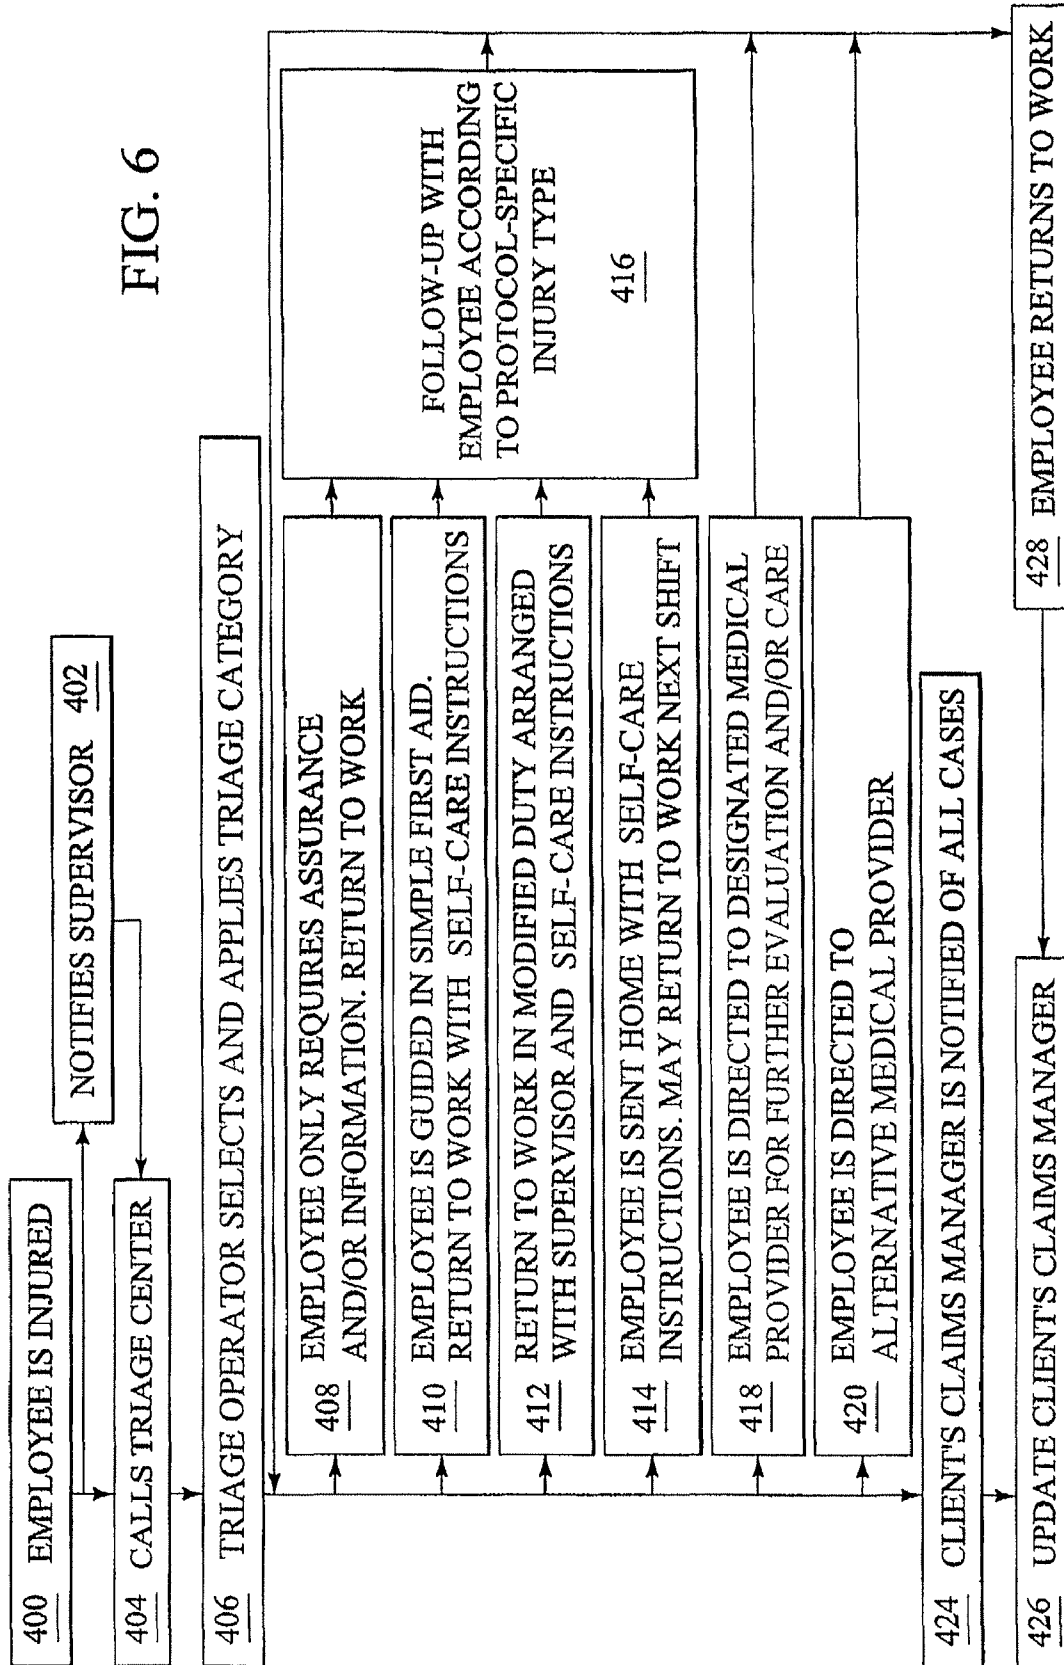 FIG. 6
400 EMPLOYEE IS INJURED
NOTIFIES SUPERVISOR 402
404 CALLS TRIAGE CENTER
406 TRIAGE OPERATOR SELECTS AND APPLIES TRIAGE CATEGORY
408 EMPLOYEE ONLY REQUIRES ASSURANCE
AND/OR INFORMATION. RETURN TO WORK
410 EMPLOYEE IS GUIDED IN SIMPLE FIRST AID.
RETURN TO WORK WITH SELF-CARE INSTRUCTIONS
412 RETURN TO WORK IN MODIFIED DUTY ARRANGED
WITH SUPERVISOR AND SELF-CARE INSTRUCTIONS
414 EMPLOYEE IS SENT HOME WITH SELF-CARE
INSTRUCTIONS. MAY RETURN TO WORK NEXT SHIFT
FOLLOW-UP WITH
EMPLOYEE ACCORDING
TO PROTOCOL-SPECIFIC
INJURY TYPE
416
418 EMPLOYEE IS DIRECTED TO DESIGNATED MEDICAL
PROVIDER FOR FURTHER EVALUATION AND/OR CARE
420 EMPLOYEE IS DIRECTED TO
ALTERNATIVE MEDICAL PROVIDER
424 CLIENT'S CLAIMS MANAGER IS NOTIFIED OF ALL CASES
426 UPDATE CLIENT'S CLAIMS MANAGER
428 EMPLOYEE RETURNS TO WORK